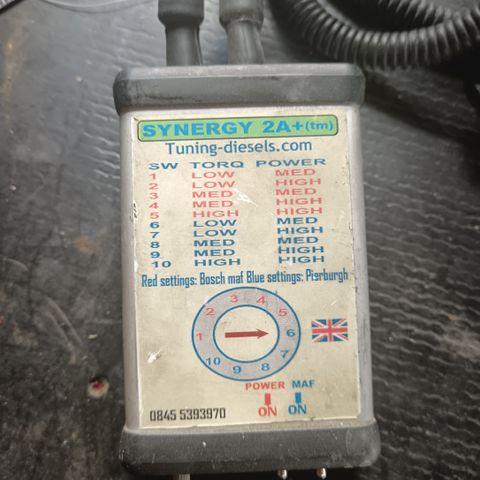 SYNERGY 2A+(tm)
Tuning-diesels.com
SW TORQ POWER
1 LOW MED
2 LOW HIGH
3 MED HIGH
4 MED HIGH
5 HIGH HIGH
6 LOW MED
7 LOW HIGH
8 MED MED
9 MED HIGH
10 HIGH HIGH
Red settings: Bosch maf Blue settings: Pierburgh
1 2 3 4 5 6 7 8 9 10
POWER MAF
ON ON
0845 5393970